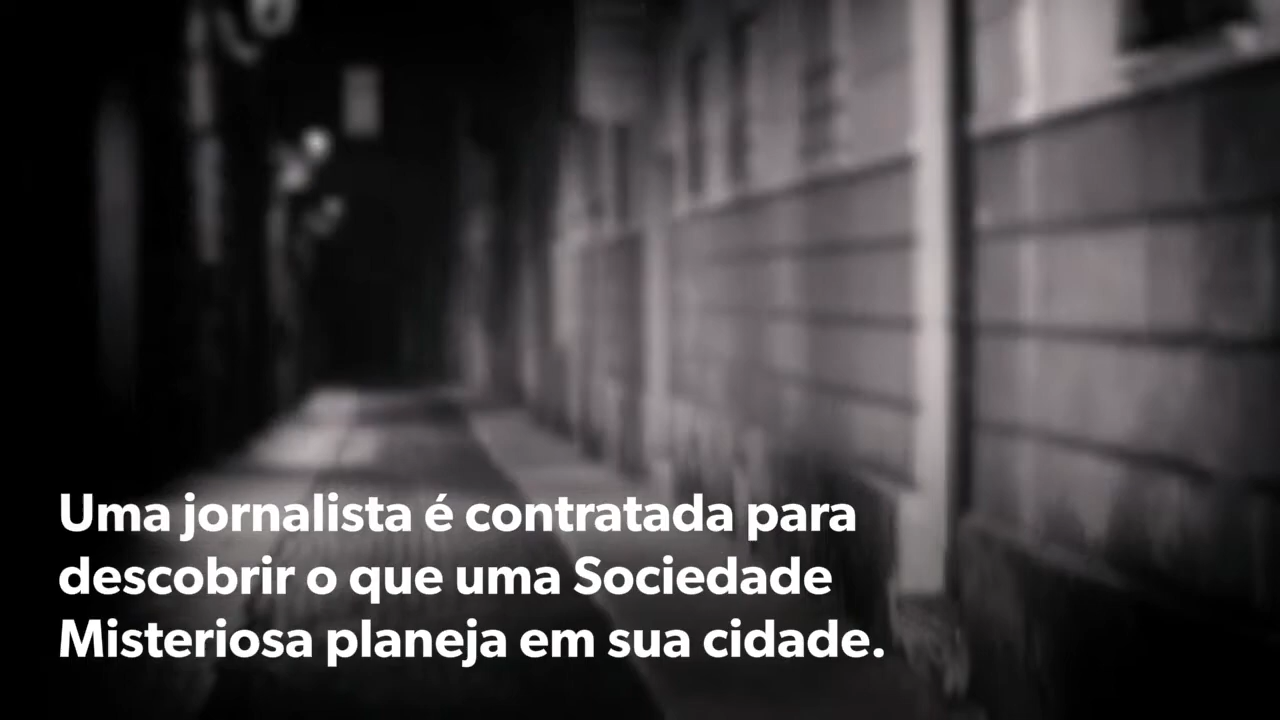 Uma jornalista é contratada para
descobrir o que uma Sociedade
Misteriosa planeja em sua cidade.